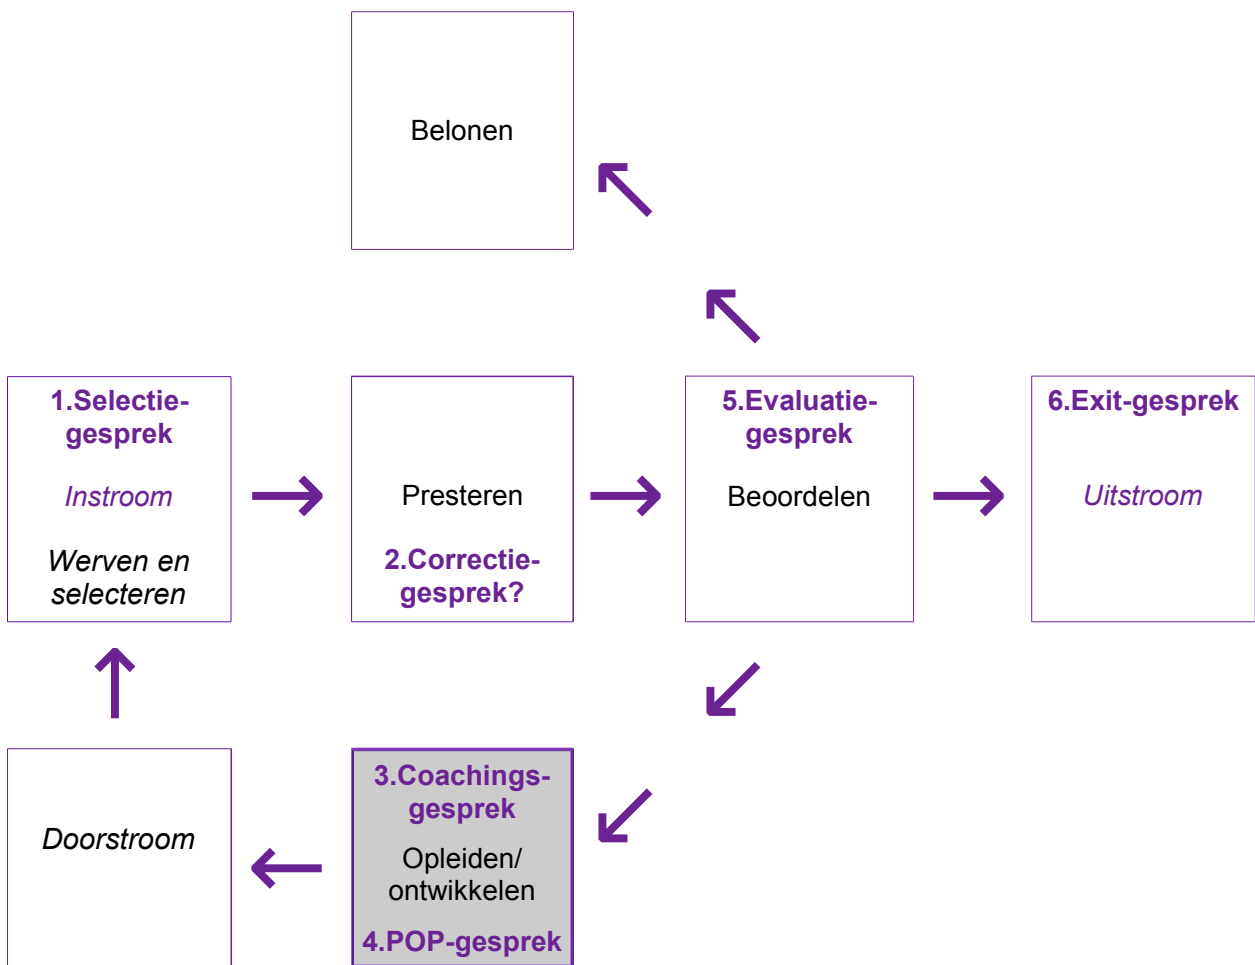 Belonen
1.Selectie-
gesprek
Instroom
Werven en
selecteren
Presteren
2.Correctie-
gesprek?
5.Evaluatie-
gesprek
Beoordelen
6.Exit-gesprek
Uitstroom
Doorstroom
3.Coachings-
gesprek
Opleiden/
ontwikkelen
4.POP-gesprek